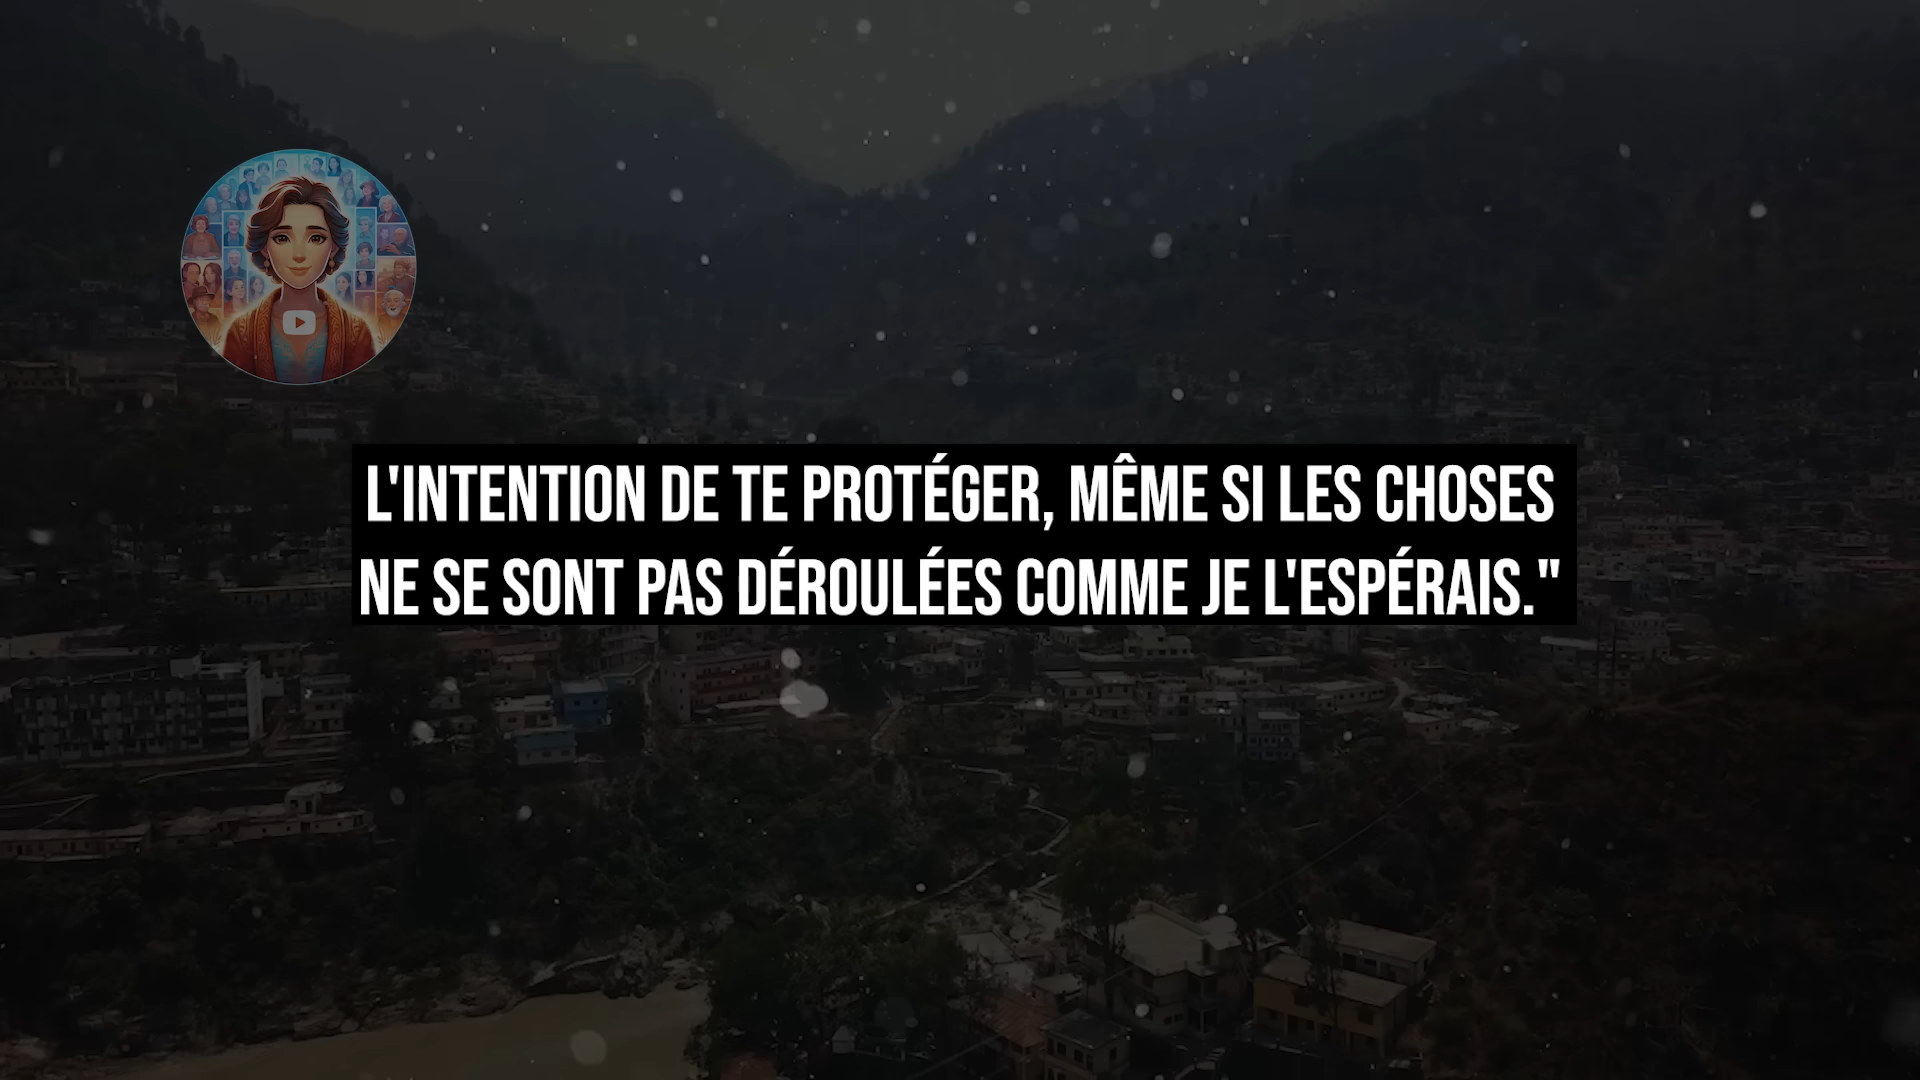 L'INTENTION DE TE PROTÉGER, MÊME SI LES CHOSES
NE SE SONT PAS DÉROULÉES COMME JE L'ESPÉRAIS."